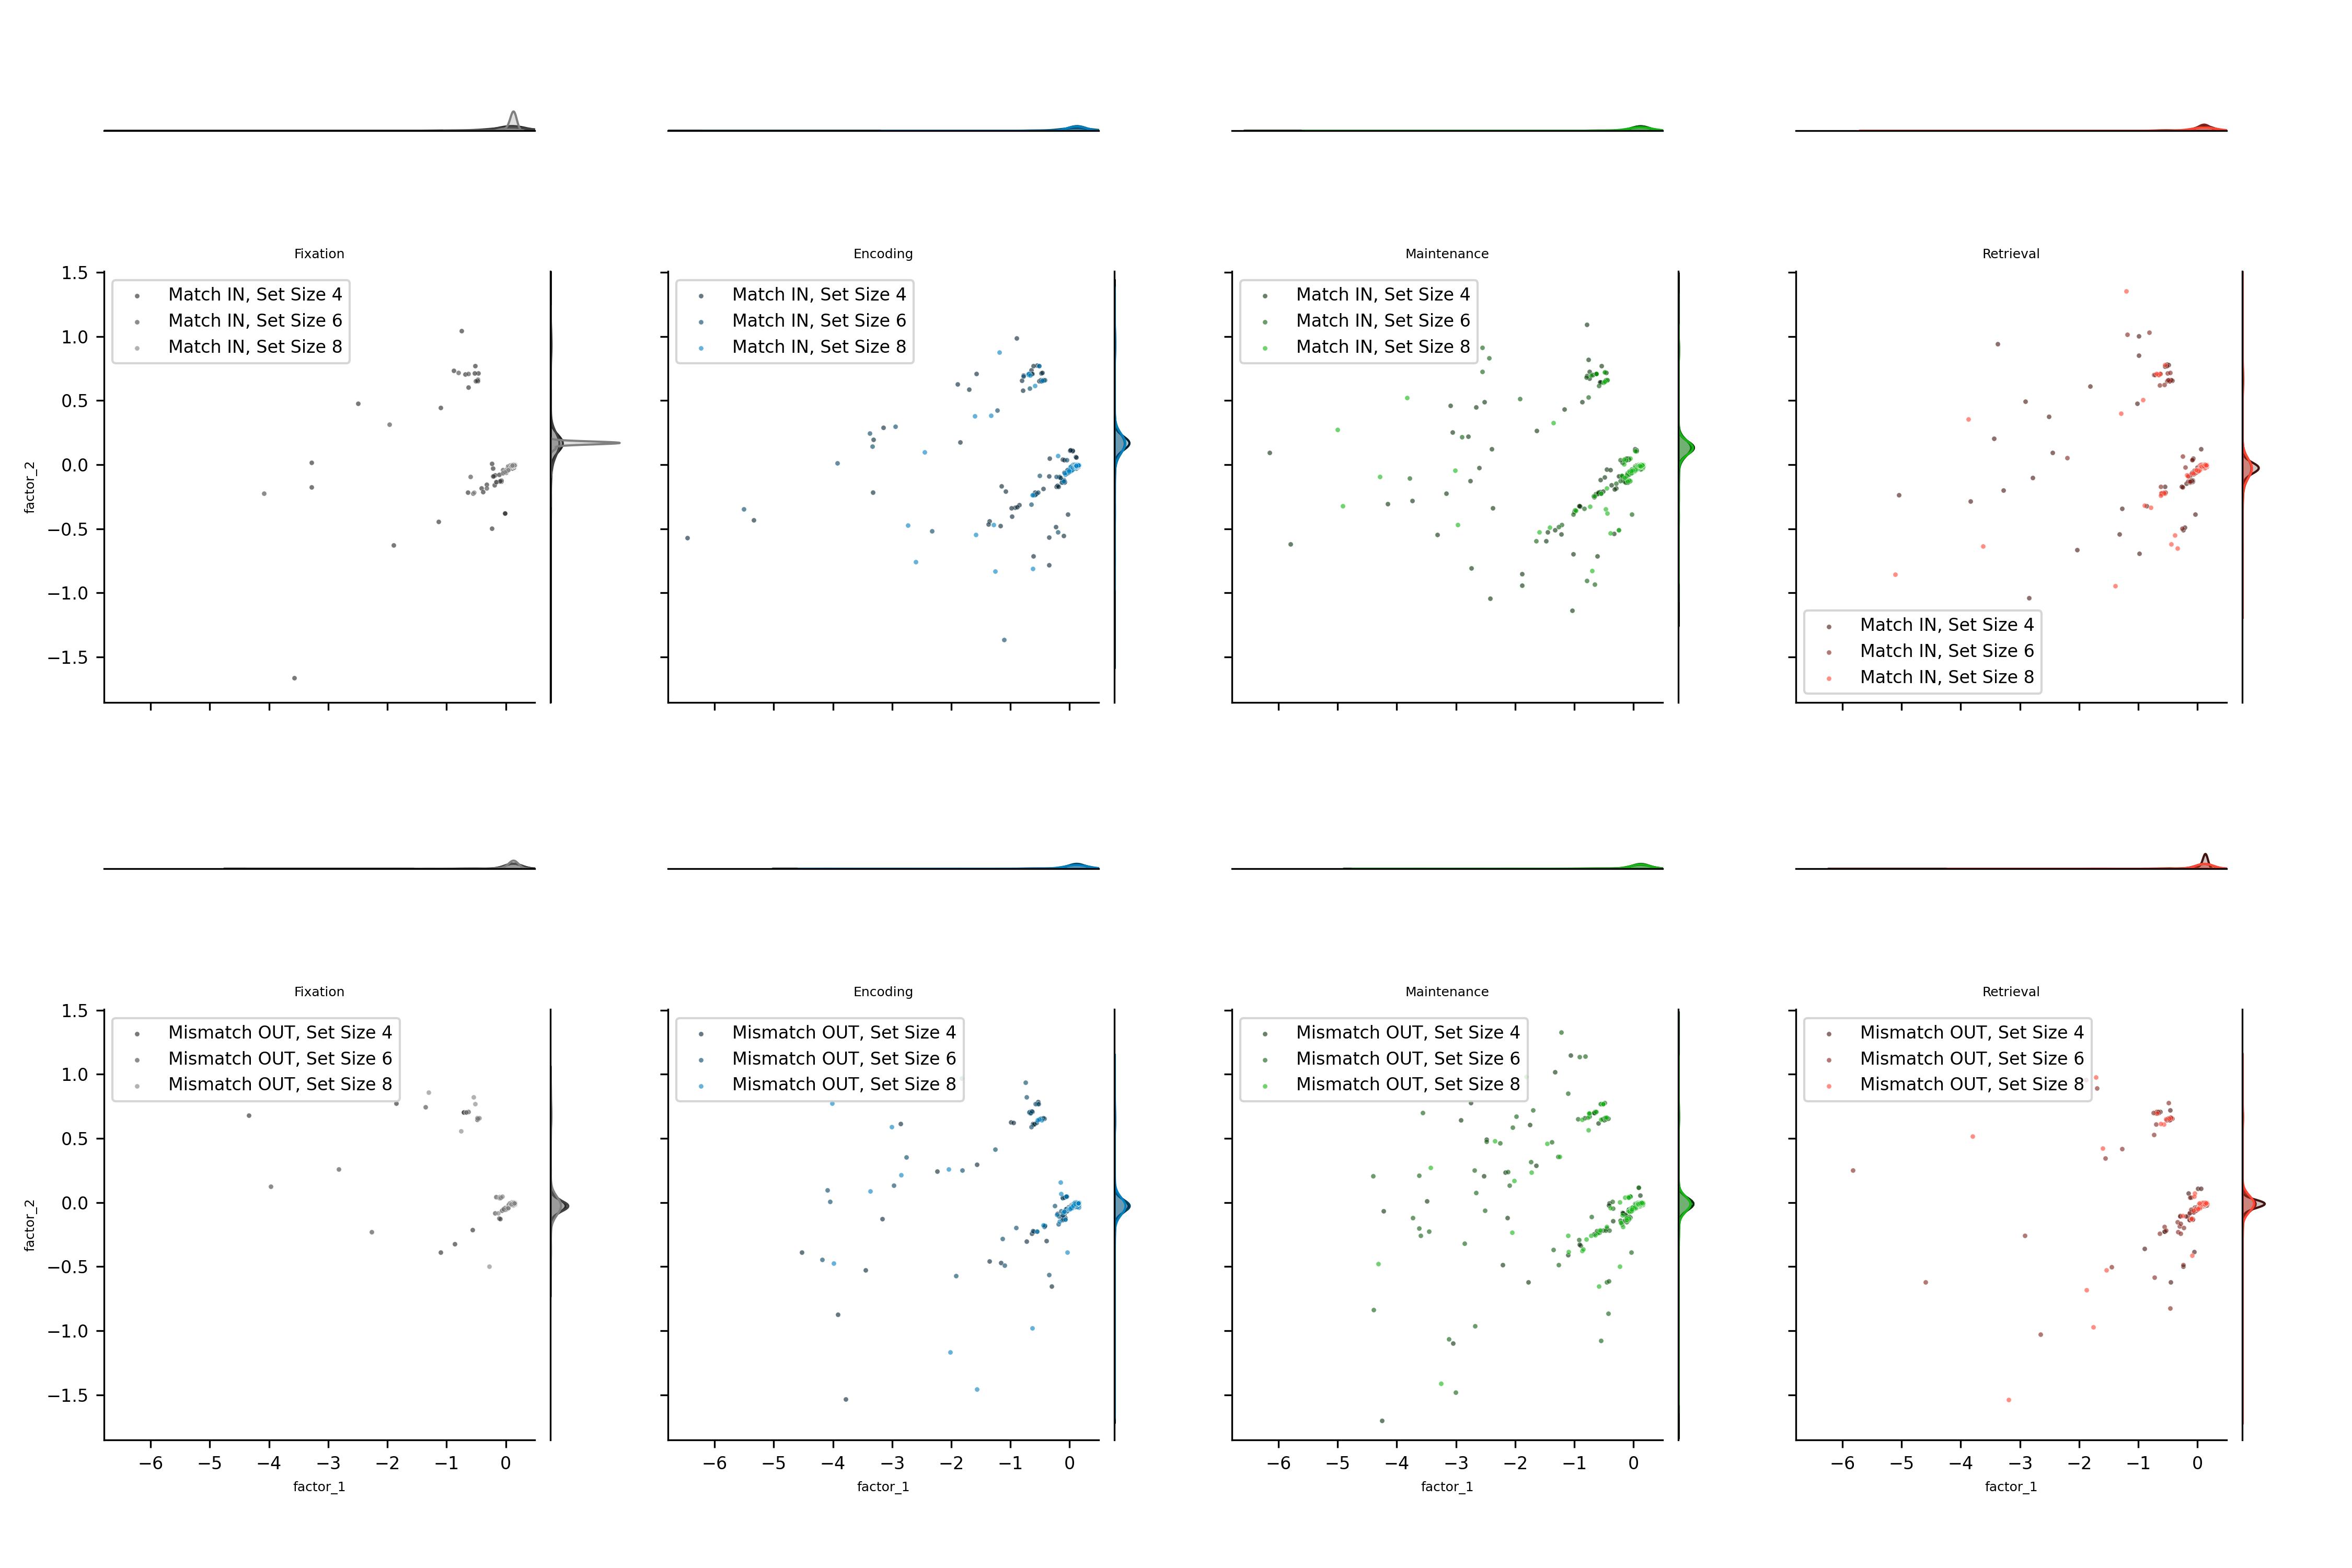 Fixation
Encoding
Maintenance
Retrieval
1.5
1.0
0.5
0.0
−0.5
−1.0
−1.5
factor_2
Match IN, Set Size 4
Match IN, Set Size 6
Match IN, Set Size 8
Match IN, Set Size 4
Match IN, Set Size 6
Match IN, Set Size 8
Match IN, Set Size 4
Match IN, Set Size 6
Match IN, Set Size 8
Match IN, Set Size 4
Match IN, Set Size 6
Match IN, Set Size 8
Fixation
Encoding
Maintenance
Retrieval
1.5
1.0
0.5
0.0
−0.5
−1.0
−1.5
factor_2
Mismatch OUT, Set Size 4
Mismatch OUT, Set Size 6
Mismatch OUT, Set Size 8
Mismatch OUT, Set Size 4
Mismatch OUT, Set Size 6
Mismatch OUT, Set Size 8
Mismatch OUT, Set Size 4
Mismatch OUT, Set Size 6
Mismatch OUT, Set Size 8
Mismatch OUT, Set Size 4
Mismatch OUT, Set Size 6
Mismatch OUT, Set Size 8
−6 −5 −4 −3 −2 −1 0
factor_1
−6 −5 −4 −3 −2 −1 0
factor_1
−6 −5 −4 −3 −2 −1 0
factor_1
−6 −5 −4 −3 −2 −1 0
factor_1